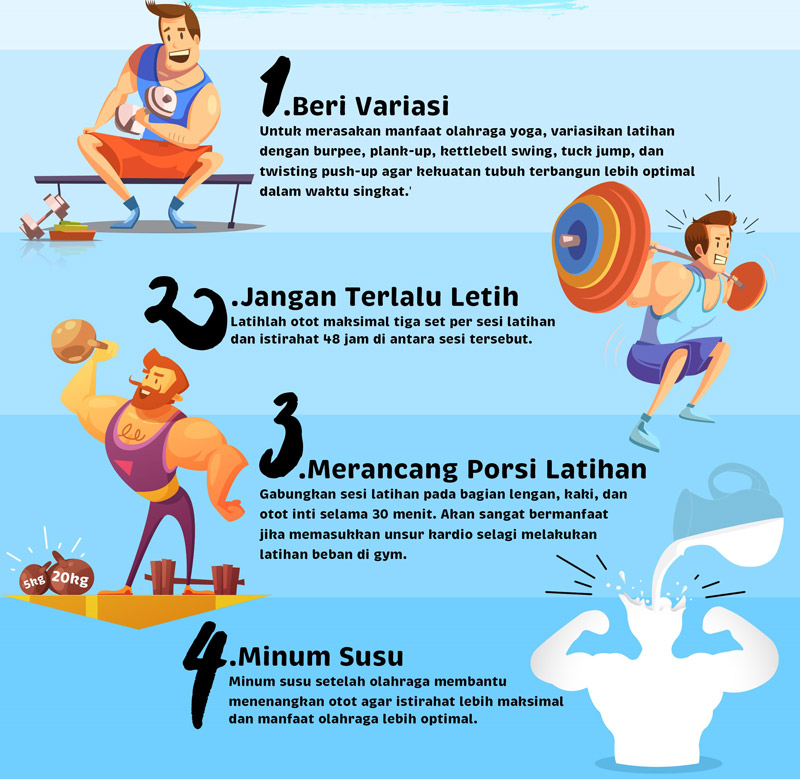 1.Beri Variasi
Untuk merasakan manfaat olahraga yoga, variasikan latihan
dengan burpee, plank-up, kettlebell swing, tuck jump, dan
twisting push-up agar kekuatan tubuh terbangun lebih optimal
dalam waktu singkat.'
2.Jangan Terlalu Letih
Latihlah otot maksimal tiga set per sesi latihan
dan istirahat 48 jam di antara sesi tersebut.
3.Merancang Porsi Latihan
Gabungkan sesi latihan pada bagian lengan, kaki, dan
otot inti selama 30 menit. Akan sangat bermanfaat
jika memasukkan unsur kardio selagi melakukan
latihan beban di gym.
5kg
20kg
4.Minum Susu
Minum susu setelah olahraga membantu
menenangkan otot agar istirahat lebih maksimal
dan manfaat olahraga lebih optimal.